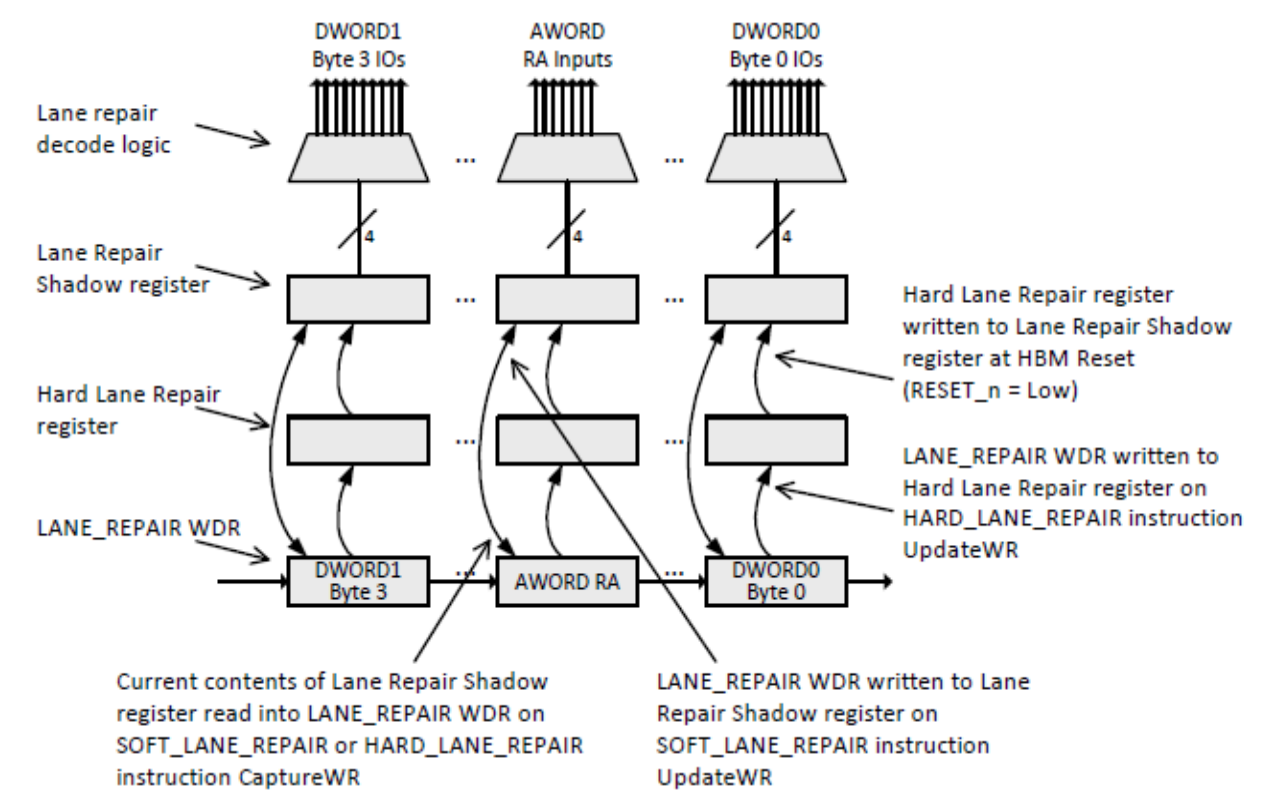 DWORD1
Byte 3 IOs
AWORD
RA Inputs
DWORD0
Byte 0 IOs
Lane repair
decode logic
...
...
4
4
4
Lane Repair
Shadow register
...
...
Hard Lane Repair register
written to Lane Repair Shadow
register at HBM Reset
(RESET_n = Low)
Hard Lane Repair
register
...
...
LANE_REPAIR WDR written to
Hard Lane Repair register on
HARD_LANE_REPAIR instruction
UpdateWR
LANE_REPAIR WDR
DWORD1
Byte 3
...
AWORD RA
...
DWORD0
Byte 0
Current contents of Lane Repair Shadow
register read into LANE_REPAIR WDR on
SOFT_LANE_REPAIR or HARD_LANE_REPAIR
instruction CaptureWR
LANE_REPAIR WDR written to Lane
Repair Shadow register on
SOFT_LANE_REPAIR instruction
UpdateWR